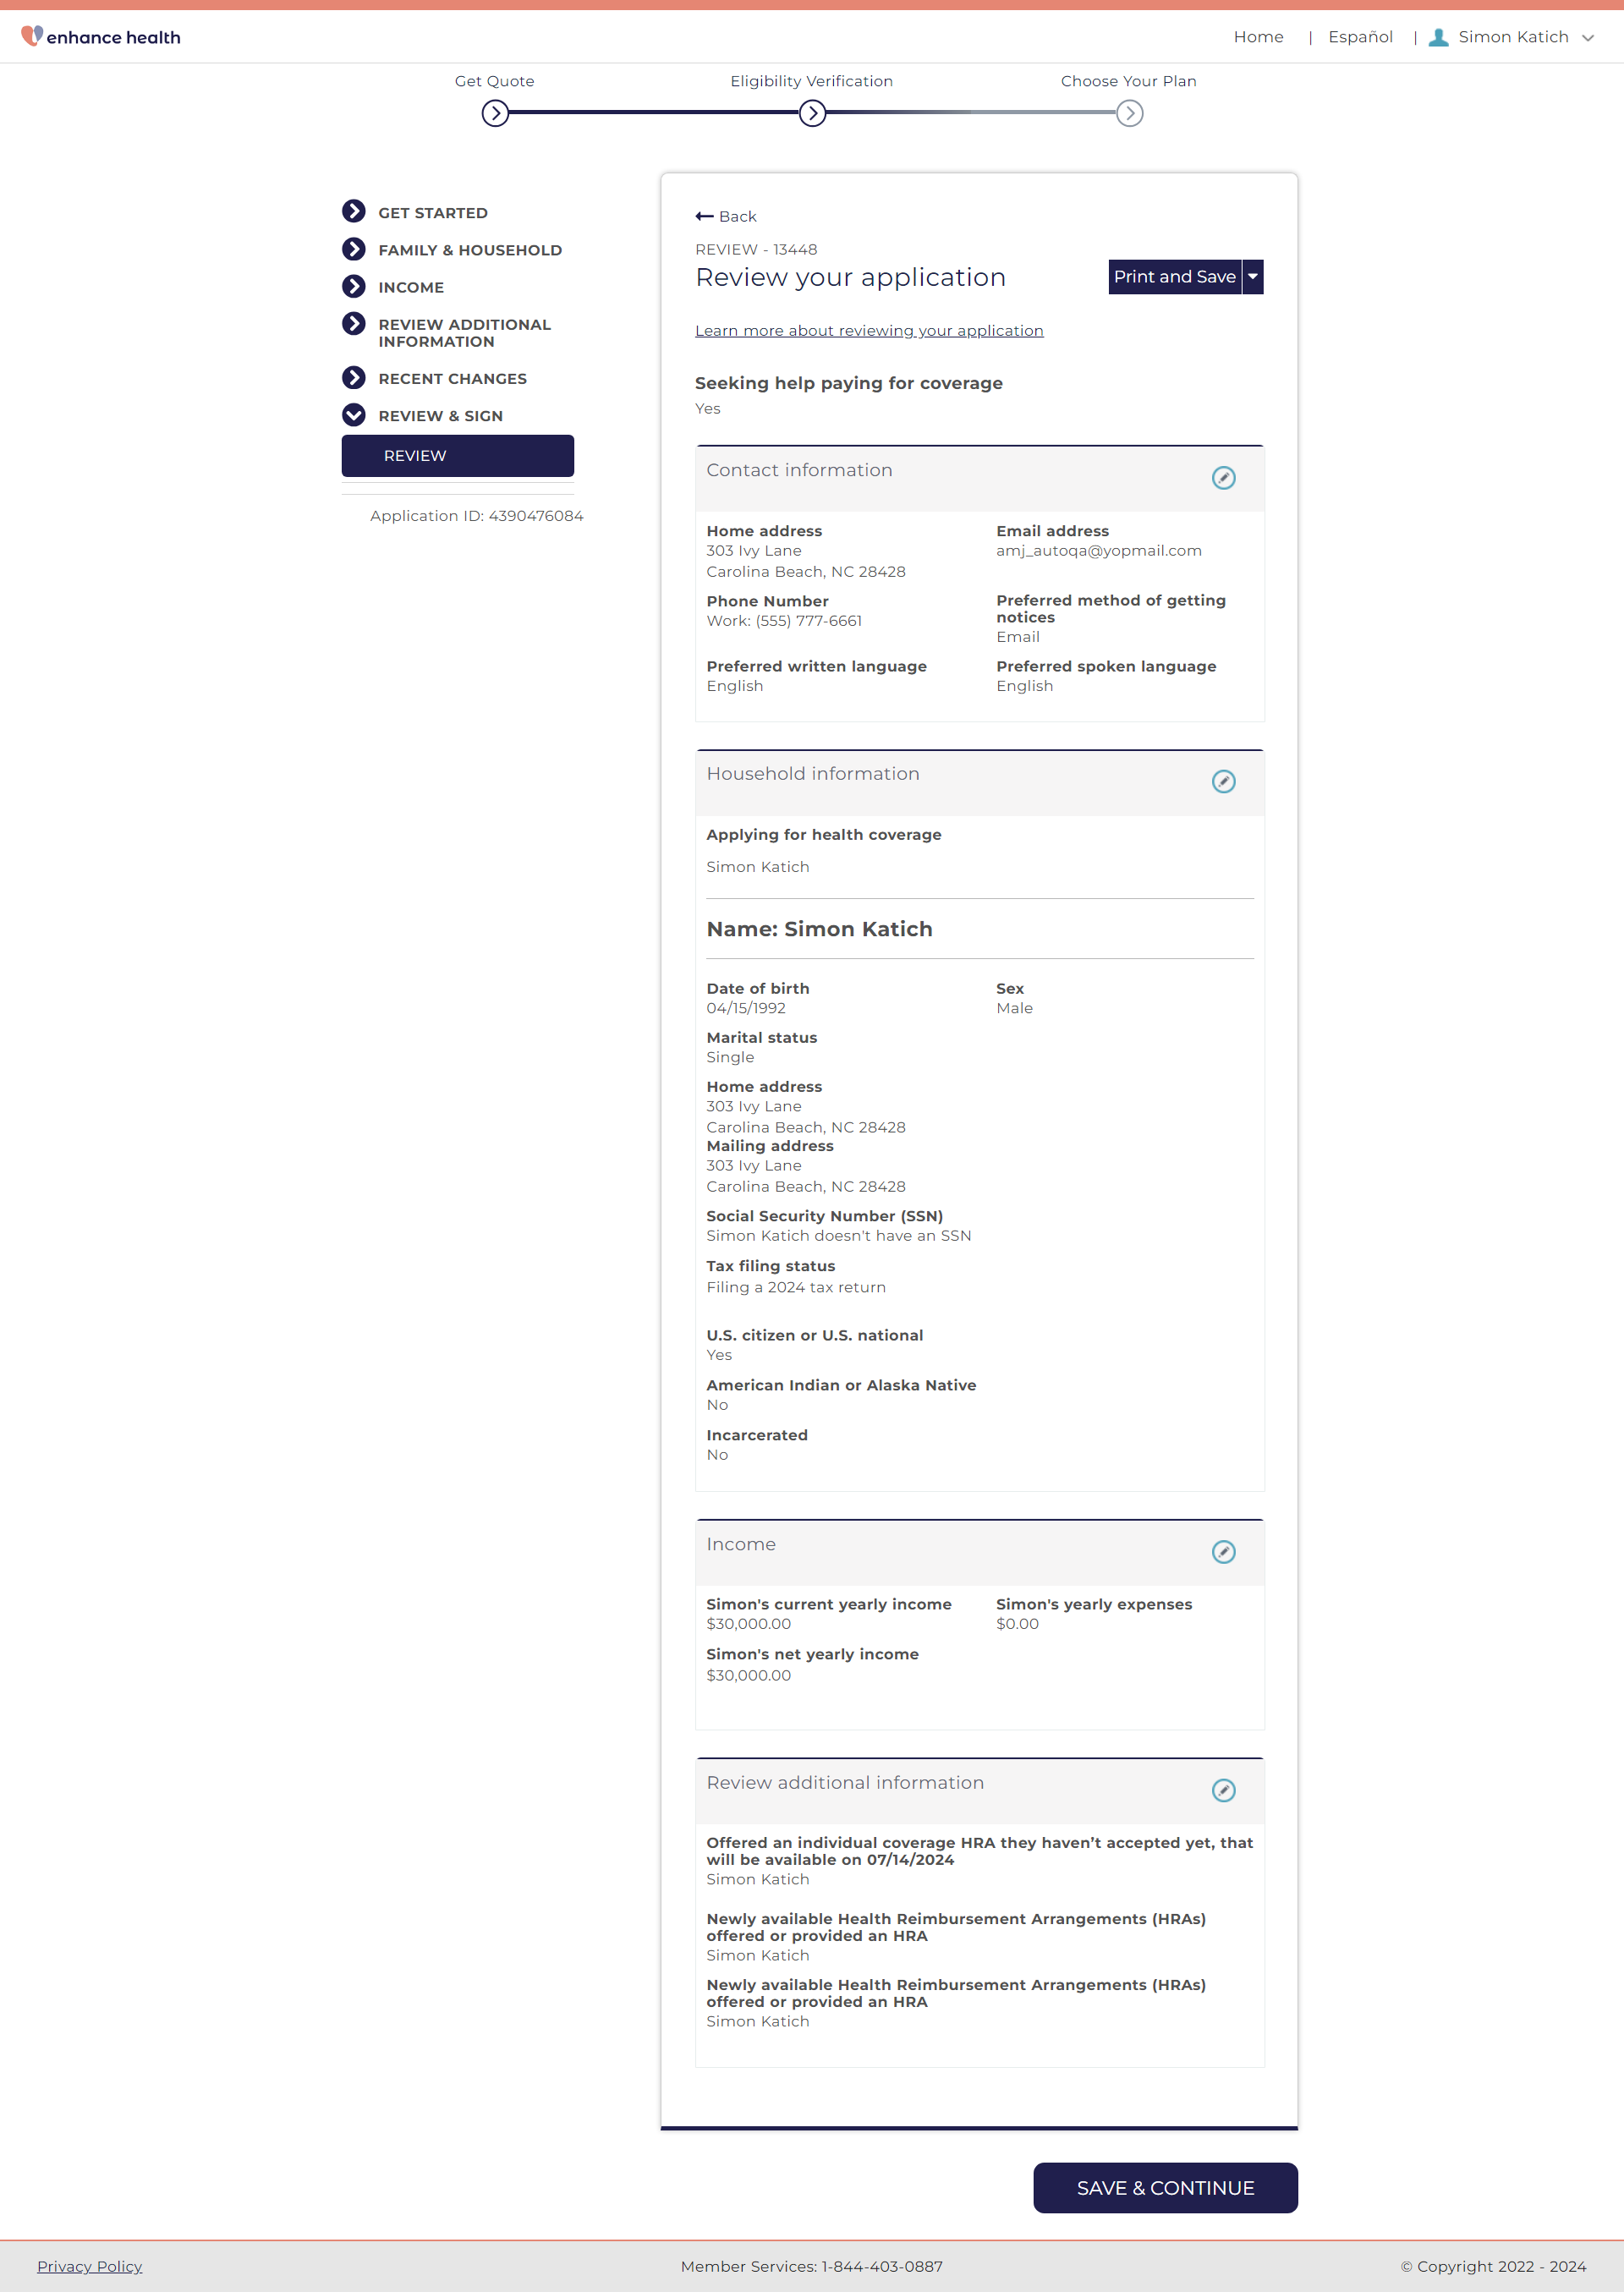 enhance health
Home | Español | Simon Katich
Get Quote
Eligibility Verification
Choose Your Plan
GET STARTED
FAMILY & HOUSEHOLD
INCOME
REVIEW ADDITIONAL
INFORMATION
RECENT CHANGES
REVIEW & SIGN
REVIEW
Application ID: 4390476084
Back
REVIEW - 13448
Review your application
Print and Save
Learn more about reviewing your application
Seeking help paying for coverage
Yes
Contact information
Home address
303 Ivy Lane
Carolina Beach, NC 28428
Email address
amj_autoqa@yopmail.com
Phone Number
Work: (555) 777-6661
Preferred method of getting
notices
Email
Preferred written language
English
Preferred spoken language
English
Household information
Applying for health coverage
Simon Katich
Name: Simon Katich
Date of birth
04/15/1992
Sex
Male
Marital status
Single
Home address
303 Ivy Lane
Carolina Beach, NC 28428
Mailing address
303 Ivy Lane
Carolina Beach, NC 28428
Social Security Number (SSN)
Simon Katich doesn't have an SSN
Tax filing status
Filing a 2024 tax return
U.S. citizen or U.S. national
Yes
American Indian or Alaska Native
No
Incarcerated
No
Income
Simon's current yearly income
$30,000.00
Simon's yearly expenses
$0.00
Simon's net yearly income
$30,000.00
Review additional information
Offered an individual coverage HRA they haven’t accepted yet, that
will be available on 07/14/2024
Simon Katich
Newly available Health Reimbursement Arrangements (HRAs)
offered or provided an HRA
Simon Katich
Newly available Health Reimbursement Arrangements (HRAs)
offered or provided an HRA
Simon Katich
SAVE & CONTINUE
Privacy Policy
Member Services: 1-844-403-0887
© Copyright 2022 - 2024